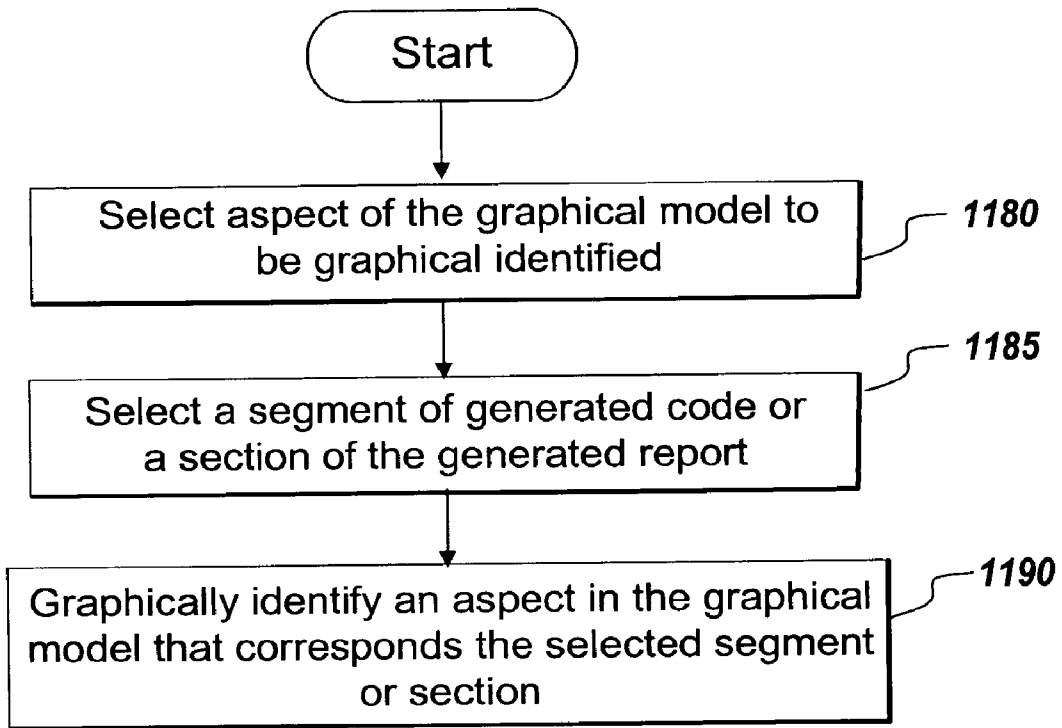 Start
Select aspect of the graphical model to
be graphical identified
1180
1185
Select a segment of generated code or
a section of the generated report
1190
Graphically identify an aspect in the graphical
model that corresponds the selected segment
or section